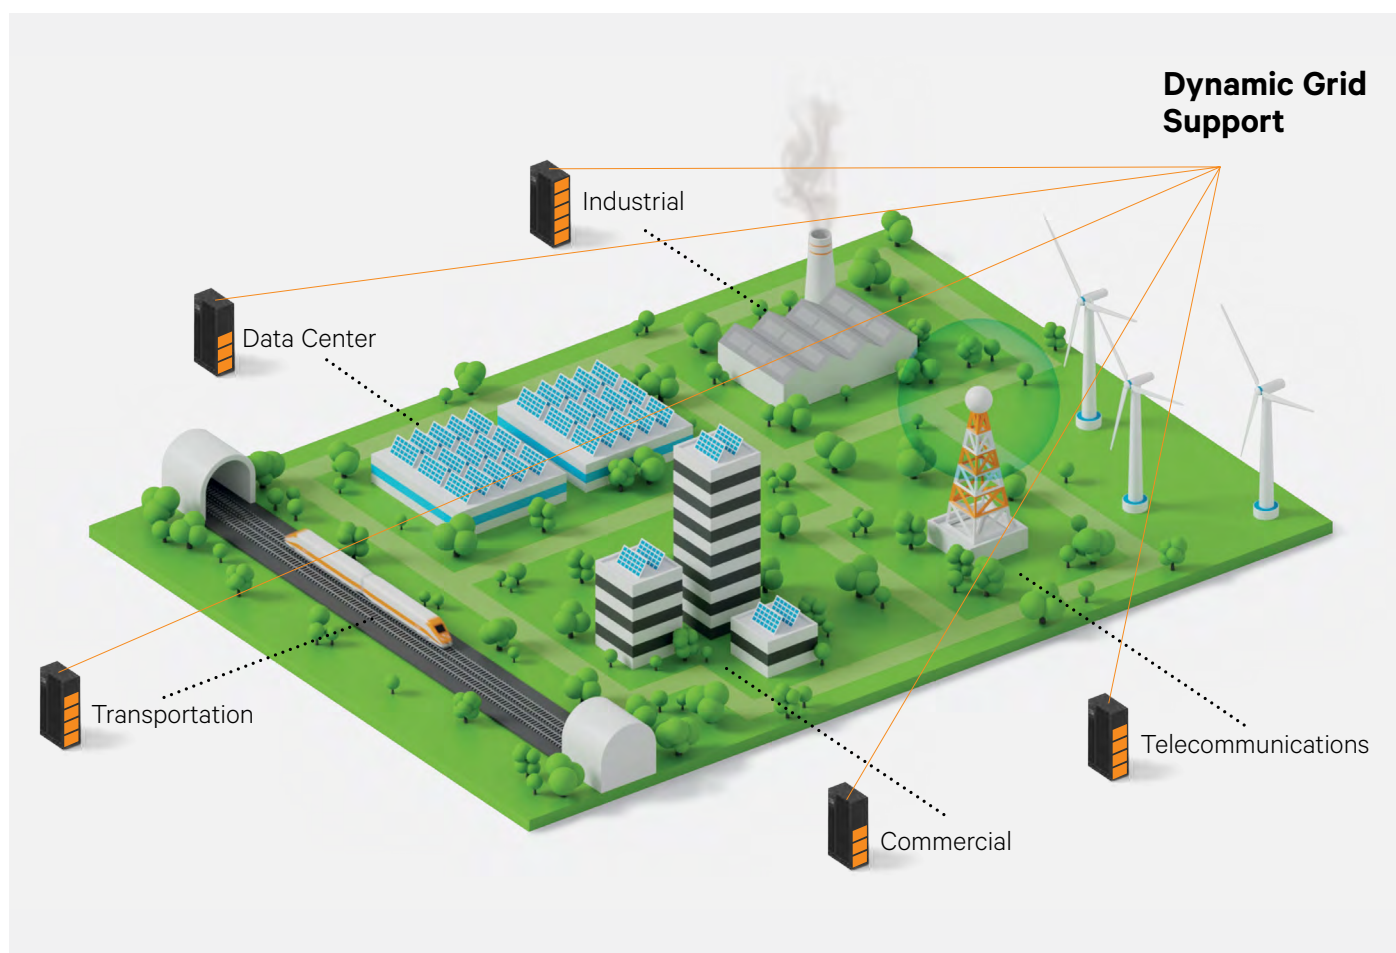 Dynamic Grid
Support
Industrial
Data Center
Transportation
Telecommunications
Commercial